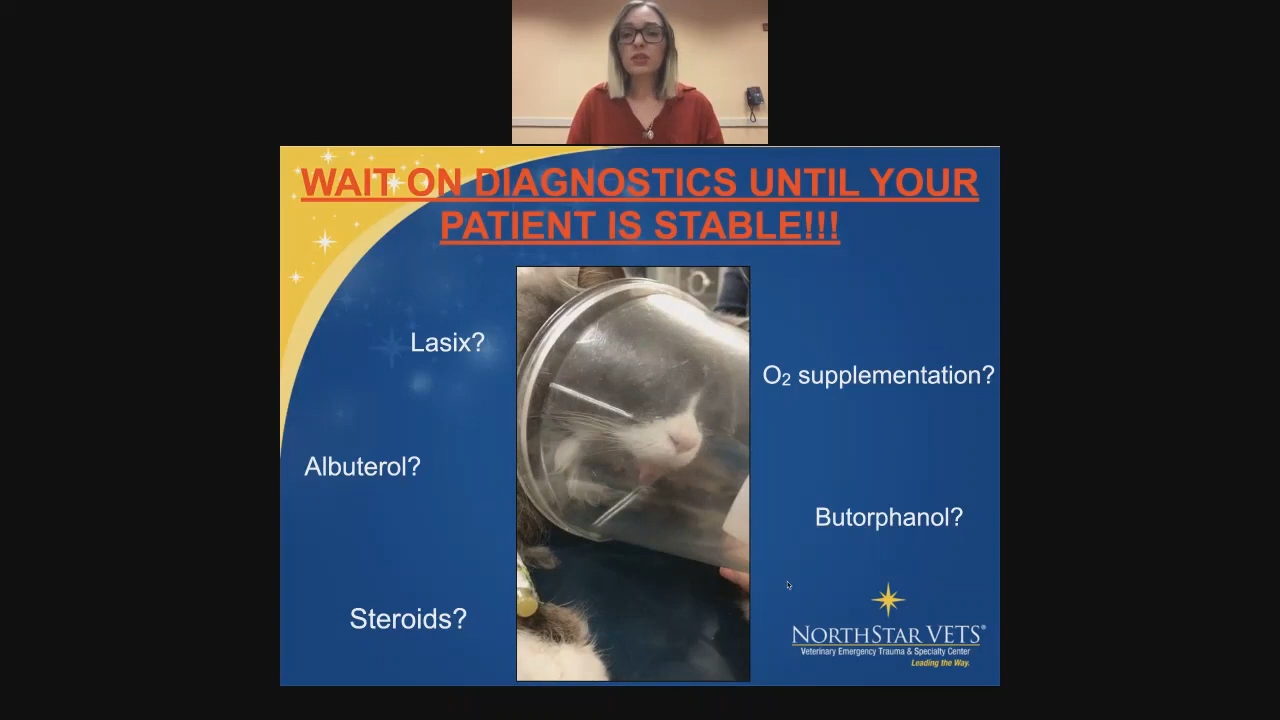 WAIT ON DIAGNOSTICS UNTIL YOUR
PATIENT IS STABLE!!!
Lasix?
O₂ supplementation?
Albuterol?
Butorphanol?
Steroids?
NORTHSTAR VETS®
Veterinary Emergency Trauma & Specialty Center
Leading the Way.